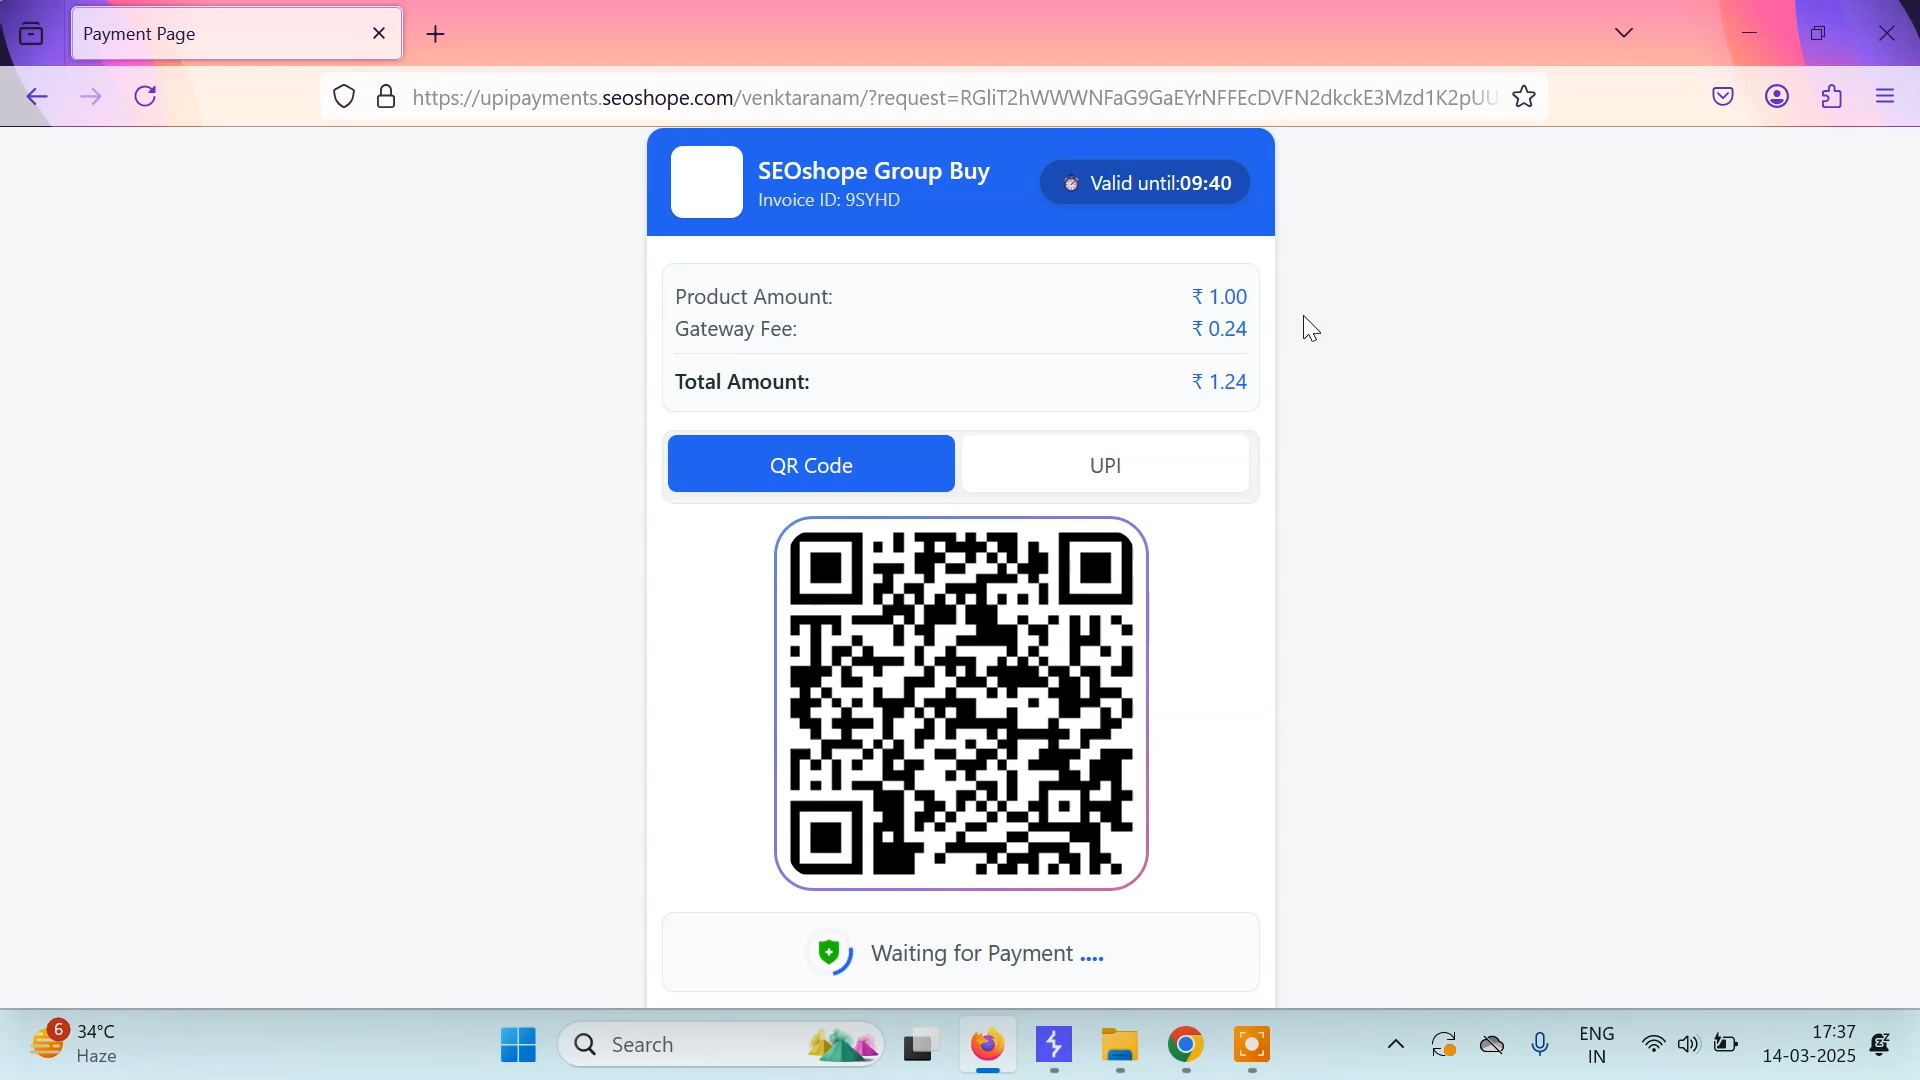 Payment Page
https://upipayments.seoshope.com/venktaranam/?request=RGliT2hWWWNFaG9GaEYrNFFEcDVFN2dkckE3Mzd1K2pUU
SEOshope Group Buy
Invoice ID: 9SYHD
Valid until:09:40
Product Amount: ₹ 1.00
Gateway Fee: ₹ 0.24
Total Amount: ₹ 1.24
QR Code UPI
Waiting for Payment ....
6
34°C
Haze
Search
ENG
IN
17:37
14-03-2025